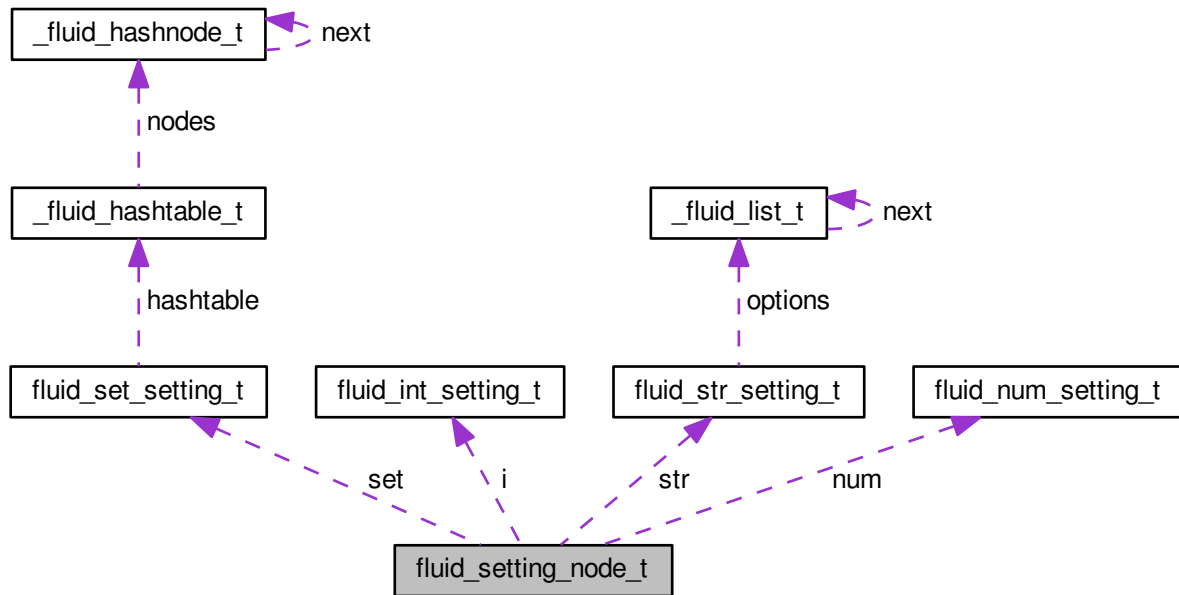 _fluid_hashnode_t
next
nodes
_fluid_hashtable_t
_fluid_list_t
next
hashtable
options
fluid_set_setting_t
fluid_int_setting_t
fluid_str_setting_t
fluid_num_setting_t
set
i
str
num
fluid_setting_node_t